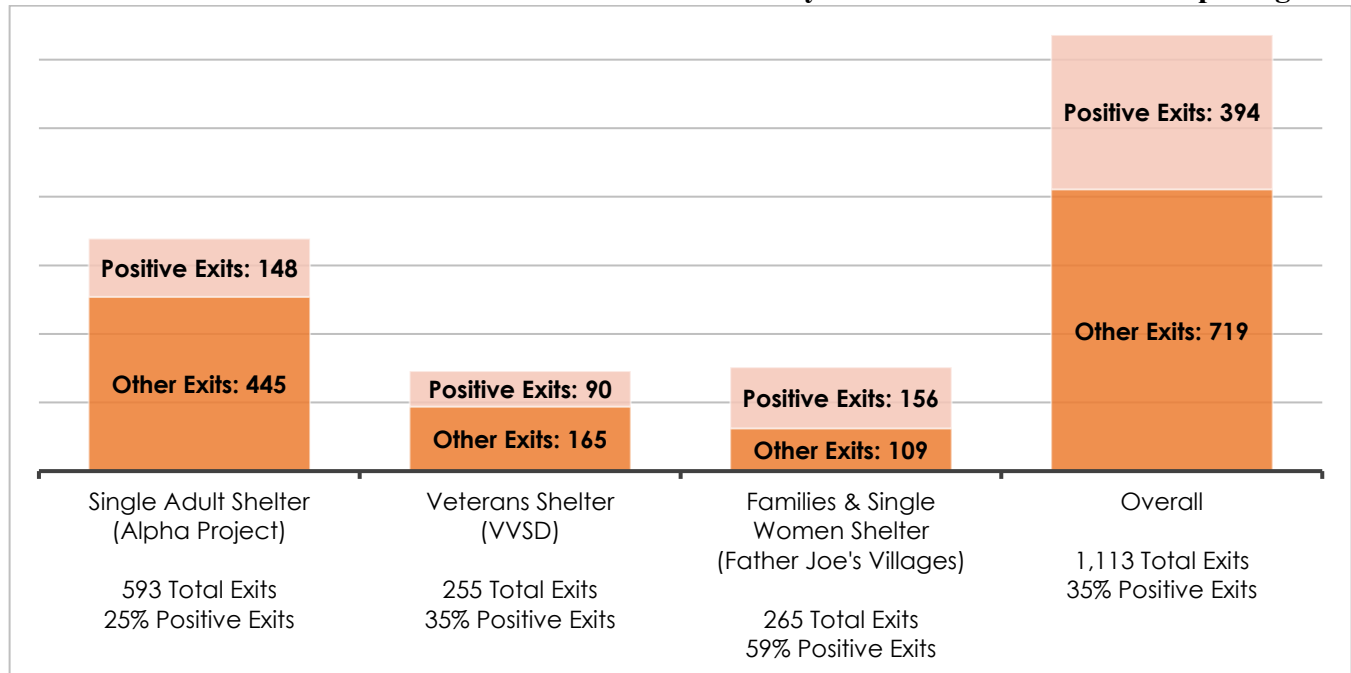 Positive Exits: 148
Other Exits: 445
Positive Exits: 90
Other Exits: 165
Positive Exits: 156
Other Exits: 109
Positive Exits: 394
Other Exits: 719
Single Adult Shelter
(Alpha Project)
593 Total Exits
25% Positive Exits
Veterans Shelter
(VVSD)
255 Total Exits
35% Positive Exits
Families & Single
Women Shelter
(Father Joe's Villages)
265 Total Exits
59% Positive Exits
Overall
1,113 Total Exits
35% Positive Exits